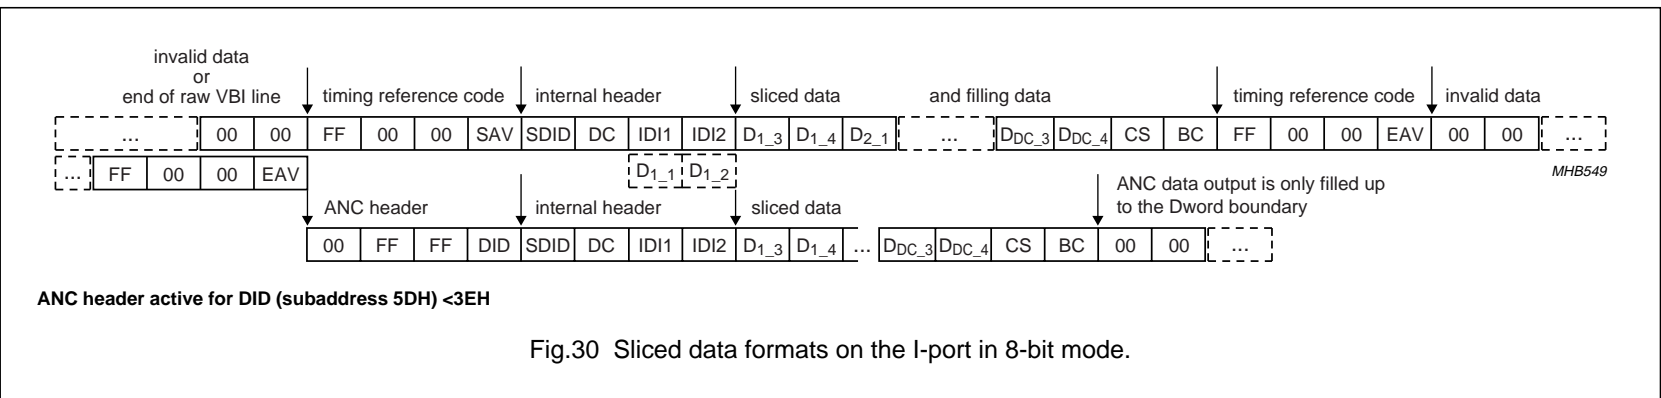 invalid data
or
end of raw VBI line
timing reference code
internal header
sliced data
and filling data
timing reference code
invalid data
... 00 00 FF 00 00 SAV SDID DC IDI1 IDI2 D1_3 D1_4 D2_1 ... DDC_3 DDC_4 CS BC FF 00 00 EAV 00 00 ...
... FF 00 00 EAV D1_1 D1_2
MHB549
ANC header
internal header
sliced data
ANC data output is only filled up
to the Dword boundary
00 FF FF DID SDID DC IDI1 IDI2 D1_3 D1_4 ... DDC_3 DDC_4 CS BC 00 00 ...
ANC header active for DID (subaddress 5DH) <3EH
Fig.30 Sliced data formats on the I-port in 8-bit mode.